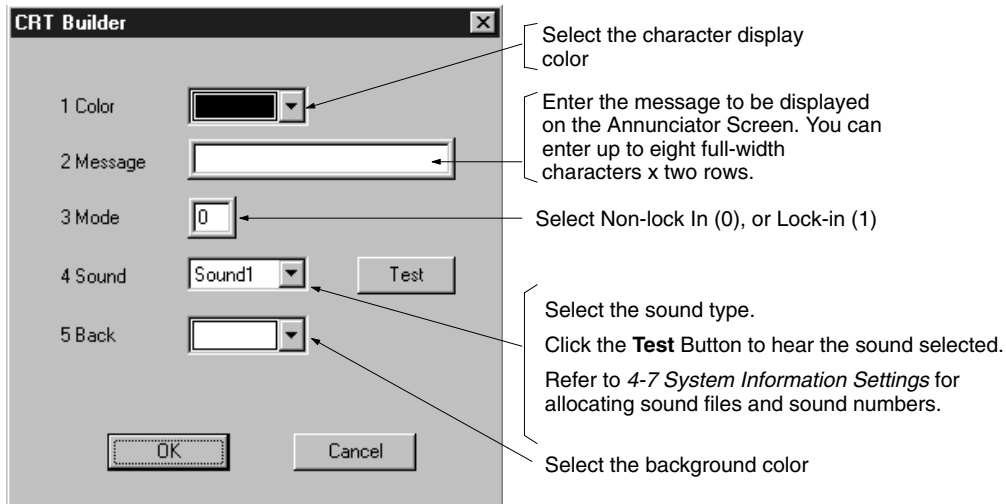 CRT Builder
Select the character display
color
1 Color
Enter the message to be displayed
on the Annunciator Screen. You can
enter up to eight full-width
characters x two rows.
2 Message
3 Mode
0
Select Non-lock In (0), or Lock-in (1)
4 Sound
Sound1
Test
Select the sound type.
Click the Test Button to hear the sound selected.
Refer to 4-7 System Information Settings for
allocating sound files and sound numbers.
5 Back
OK
Cancel
Select the background color